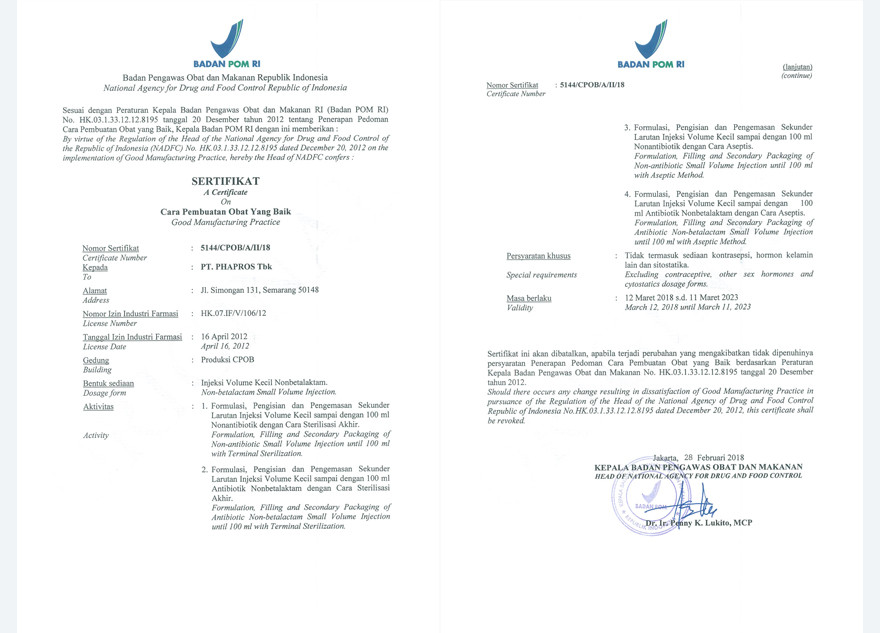 BADAN POM RI
Badan Pengawas Obat dan Makanan Republik Indonesia
National Agency for Drug and Food Control Republic of Indonesia
Sesuai dengan Peraturan Kepala Badan Pengawas Obat dan Makanan RI (Badan POM RI)
No. HK.03.1.33.12.12.8195 tanggal 20 Desember tahun 2012 tentang Penerapan Pedoman
Cara Pembuatan Obat yang Baik, Kepala Badan POM RI dengan ini memberikan :
By virtue of the Regulation of the Head of the National Agency for Drug and Food Control of
the Republic of Indonesia (NADFC) No. HK.03.1.33.12.12.8195 dated December 20, 2012 on the
implementation of Good Manufacturing Practice, hereby the Head of NADFC confers :
SERTIFIKAT
A Certificate
On
Cara Pembuatan Obat Yang Baik
Good Manufacturing Practice
Nomor Sertifikat : 5144/CPOB/A/II/18
Certificate Number
Kepada : PT. PHAPROS Tbk
To
Alamat : Jl. Simongan 131, Semarang 50148
Address
Nomor Izin Industri Farmasi : HK.07.IF/V/106/12
License Number
Tanggal Izin Industri Farmasi : 16 April 2012
License Date April 16, 2012
Gedung : Produksi CPOB
Building
Bentuk sediaan : Injeksi Volume Kecil Nonbetalaktam.
Dosage form Non-betalactam Small Volume Injection.
Aktivitas : 1. Formulasi, Pengisian dan Pengemasan Sekunder
Larutan Injeksi Volume Kecil sampai dengan 100 ml
Nonantibiotik dengan Cara Sterilisasi Akhir.
Activity Formulation, Filling and Secondary Packaging of
Non-antibiotic Small Volume Injection until 100 ml
with Terminal Sterilization.
2. Formulasi, Pengisian dan Pengemasan Sekunder
Larutan Injeksi Volume Kecil sampai dengan 100 ml
Antibiotik Nonbetalaktam dengan Cara Sterilisasi
Akhir.
Formulation, Filling and Secondary Packaging of
Antibiotic Non-betalactam Small Volume Injection
until 100 ml with Terminal Sterilization.
BADAN POM RI
(lanjutan)
(continue)
Nomor Sertifikat : 5144/CPOB/A/II/18
Certificate Number
3. Formulasi, Pengisian dan Pengemasan Sekunder
Larutan Injeksi Volume Kecil sampai dengan 100 ml
Nonantibiotik dengan Cara Aseptis.
Formulation, Filling and Secondary Packaging of
Non-antibiotic Small Volume Injection until 100 ml
with Aseptic Method.
4. Formulasi, Pengisian dan Pengemasan Sekunder
Larutan Injeksi Volume Kecil sampai dengan 100
ml Antibiotik Nonbetalaktam dengan Cara Aseptis.
Formulation, Filling and Secondary Packaging of
Antibiotic Non-betalactam Small Volume Injection
until 100 ml with Aseptic Method.
Persyaratan khusus : Tidak termasuk sediaan kontrasepsi, hormon kelamin
lain dan sitostatika.
Special requirements Excluding contraceptive, other sex hormones and
cytostatics dosage forms.
Masa berlaku : 12 Maret 2018 s.d. 11 Maret 2023
Validity March 12, 2018 until March 11, 2023
Sertifikat ini akan dibatalkan, apabila terjadi perubahan yang mengakibatkan tidak dipenuhinya
persyaratan Penerapan Pedoman Cara Pembuatan Obat yang Baik berdasarkan Peraturan
Kepala Badan Pengawas Obat dan Makanan No. HK.03.1.33.12.12.8195 tanggal 20 Desember
tahun 2012.
Should there occurs any change resulting in dissatisfaction of Good Manufacturing Practice in
pursuance of the Regulation of the Head of the National Agency of Drug and Food Control
Republic of Indonesia No.HK.03.1.33.12.12.8195 dated December 20, 2012, this certificate shall
be revoked.
Jakarta, 28 Februari 2018
KEPALA BADAN PENGAWAS OBAT DAN MAKANAN
HEAD OF NATIONAL AGENCY FOR DRUG AND FOOD CONTROL
BADAN POM
Dr. Ir. Penny K. Lukito, MCP